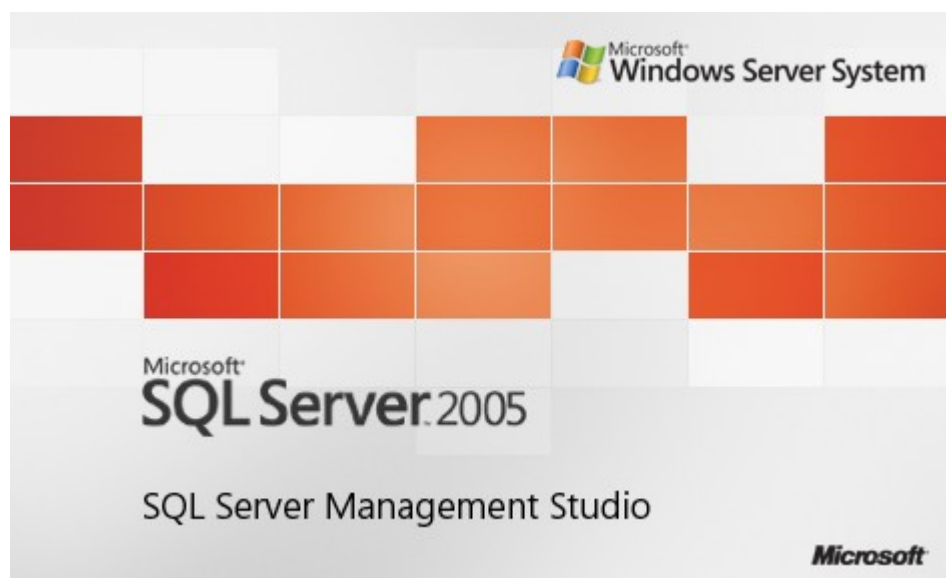 Microsoft
Windows Server System
Microsoft
SQL Server 2005
SQL Server Management Studio
Microsoft